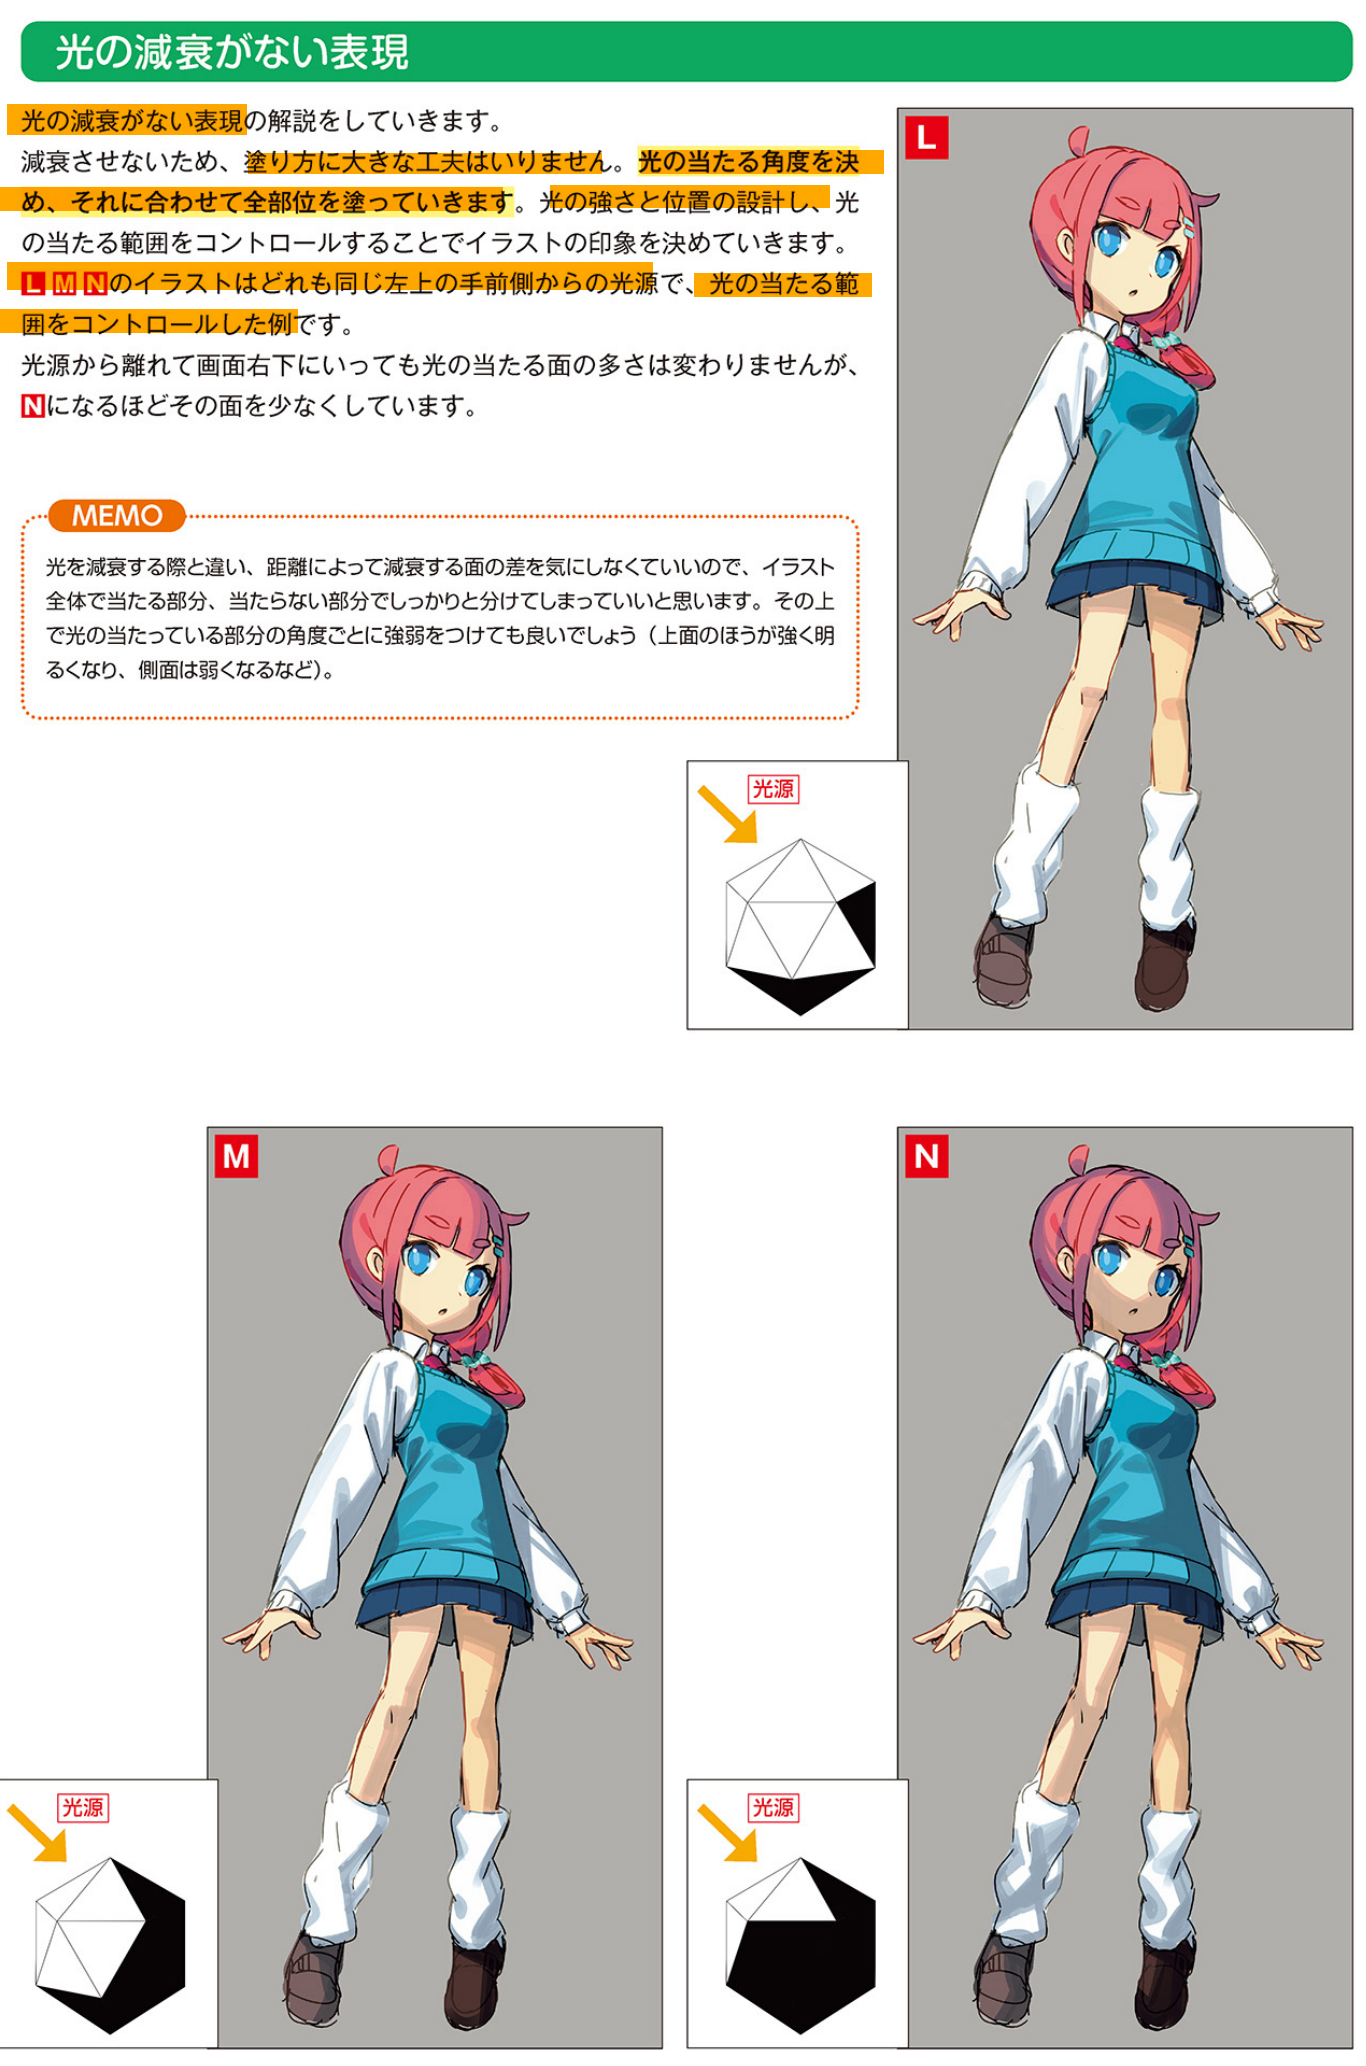 光の減衰がない表現
光の減衰がない表現の解説をしていきます。
減衰させないため、塗り方に大きな工夫はいりません。光の当たる角度を決
め、それに合わせて全部位を塗っていきます。光の強さと位置の設計し、光
の当たる範囲をコントロールすることでイラストの印象を決めていきます。
L M Nのイラストはどれも同じ左上の手前側からの光源で、光の当たる範
囲をコントロールした例です。
光源から離れて画面右下にいっても光の当たる面の多さは変わりませんが、
Nになるほどその面を少なくしています。
MEMO
光を減衰する際と違い、距離によって減衰する面の差を気にしなくていいので、イラスト
全体で当たる部分、当たらない部分でしっかりと分けてしまっていいと思います。その上
で光の当たっている部分の角度ごとに強弱をつけても良いでしょう（上面のほうが強く明
るくなり、側面は弱くなるなど）。
L
光源
M
光源
N
光源